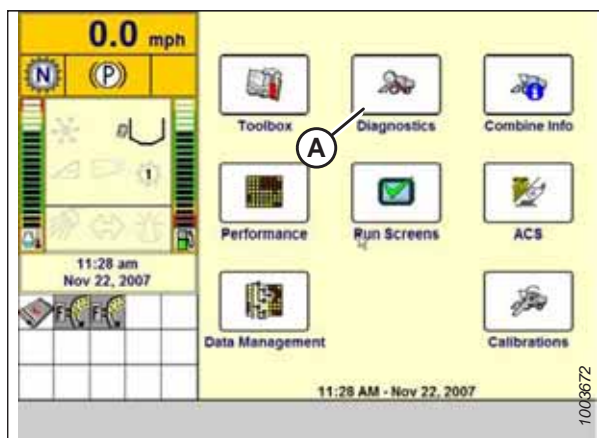 0.0 mph
N
(P)
1
11:28 am
Nov 22, 2007
F=
F=
Toolbox
Diagnostics
Combine Info
A
Performance
Run Screens
ACS
Data Management
Calibrations
11:28 AM - Nov 22, 2007
1003672